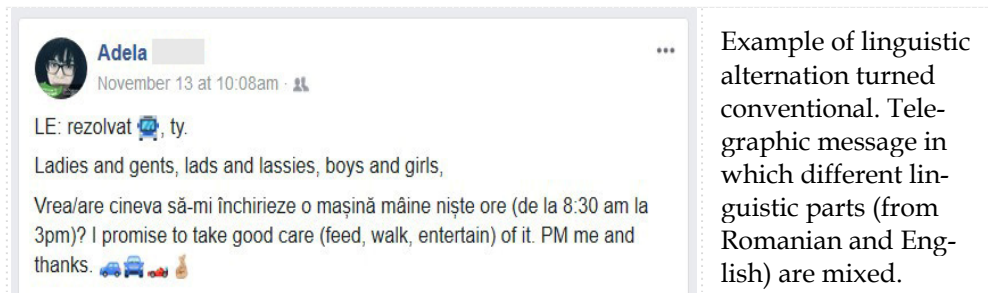 Adela
November 13 at 10:08am ·
LE: rezolvat 🚘, ty.
Ladies and gents, lads and lassies, boys and girls,
Vrea/are cineva să-mi închirieze o mașină mâine niște ore (de la 8:30 am la
3pm)? I promise to take good care (feed, walk, entertain) of it. PM me and
thanks. 🚙🚘🏎️🤞
Example of linguistic
alternation turned
conventional. Tele-
graphic message in
which different lin-
guistic parts (from
Romanian and Eng-
lish) are mixed.